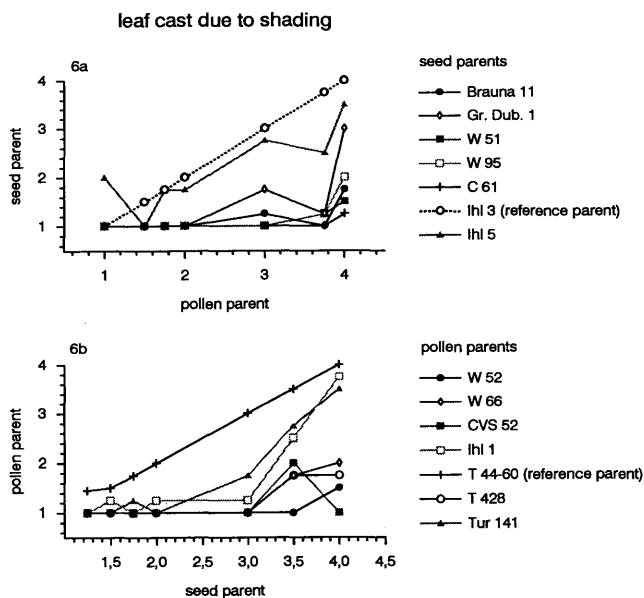 leaf cast due to shading
6a
4
3
2
1
seed parent
1 2 3 4
pollen parent
seed parents
Brauna 11
Gr. Dub. 1
W 51
W 95
C 61
Ihl 3 (reference parent)
Ihl 5
6b
4
3
2
1
pollen parent
1,5 2,0 2,5 3,0 3,5 4,0 4,5
seed parent
pollen parents
W 52
W 66
CVS 52
Ihl 1
T 44-60 (reference parent)
T 428
Tur 141